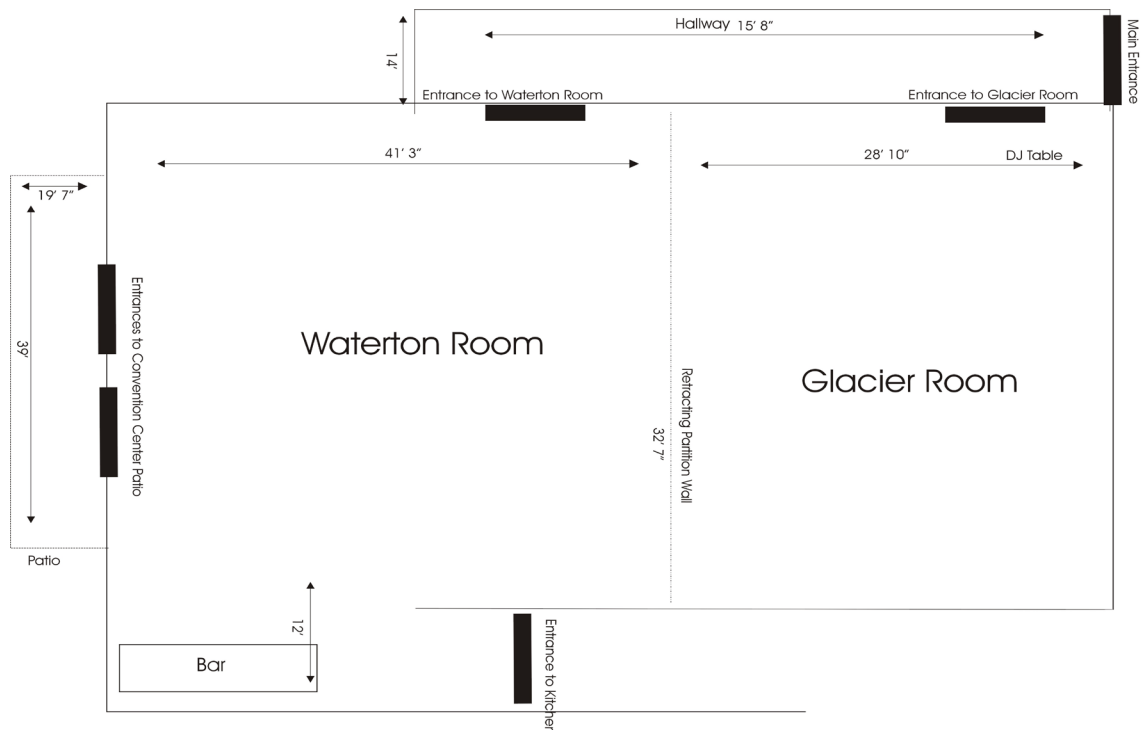 Hallway 15' 8"
Main Entrance
14'
Entrance to Waterton Room
Entrance to Glacier Room
41' 3"
28' 10"
DJ Table
19' 7"
39'
Entrances to Convention Center Patio
Waterton Room
Glacier Room
Retracting Partition Wall
32' 7"
Patio
12'
Bar
Entrance to Kitchen